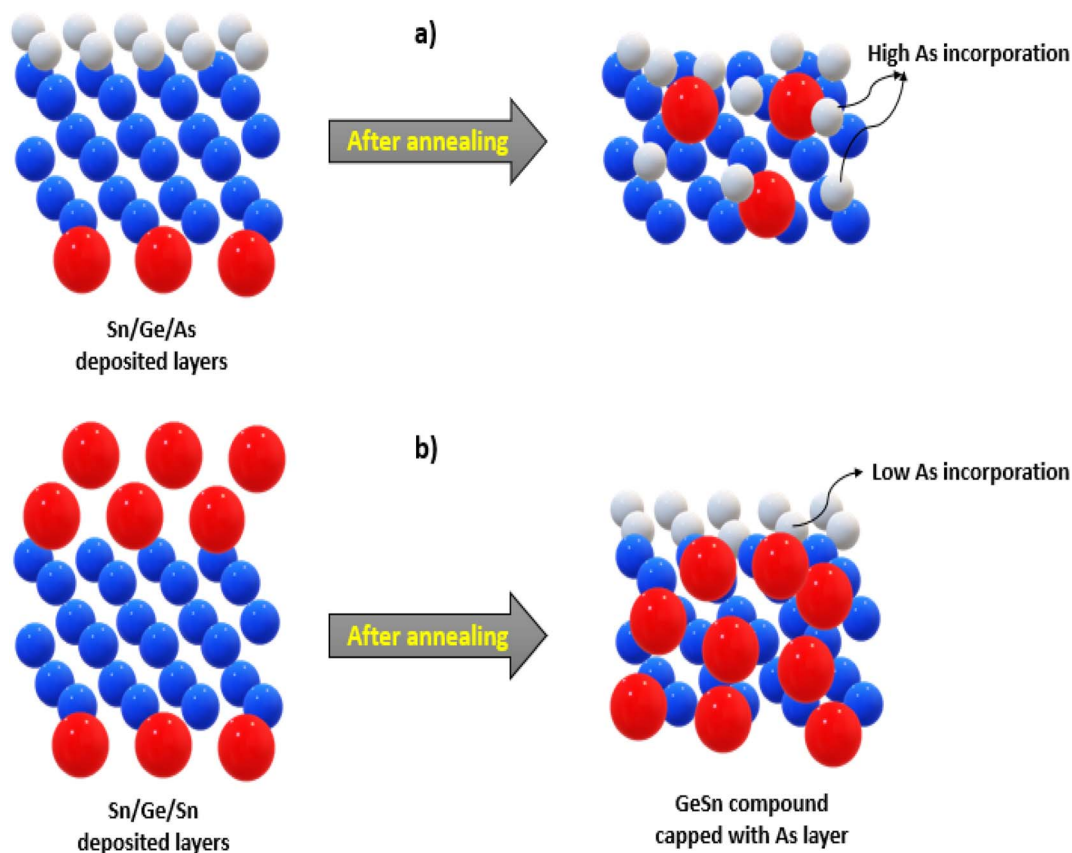 a)
After annealing
High As incorporation
Sn/Ge/As
deposited layers
b)
After annealing
Low As incorporation
Sn/Ge/Sn
deposited layers
GeSn compound
capped with As layer